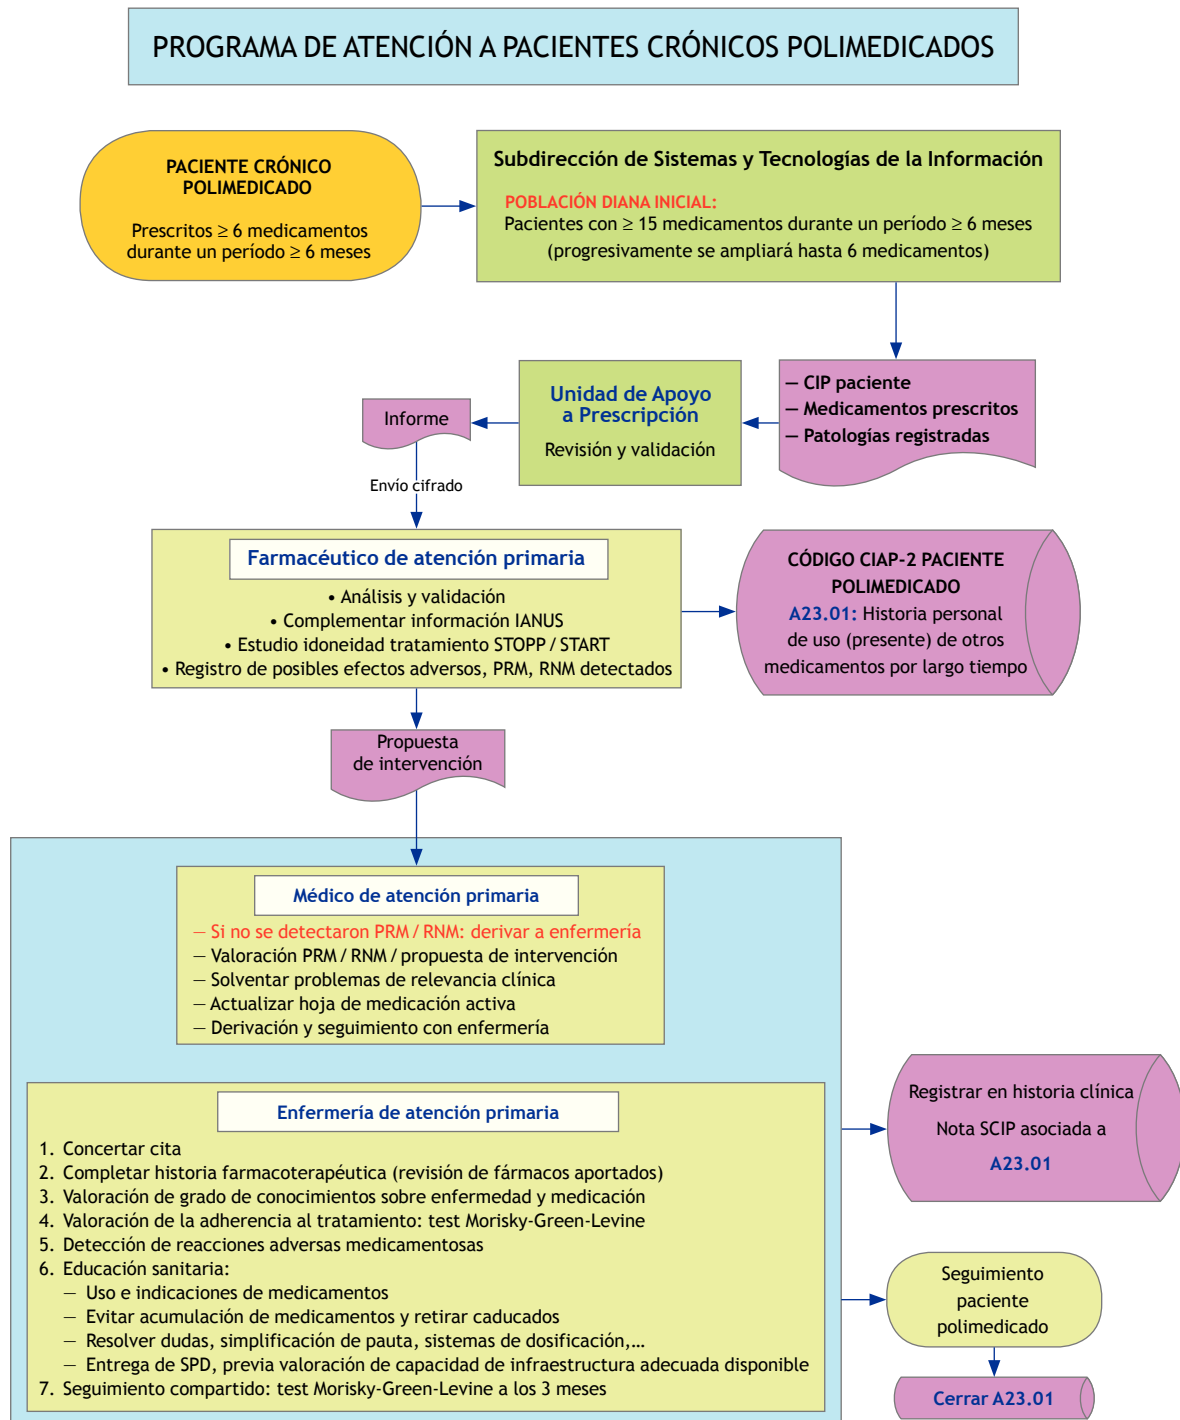 PROGRAMA DE ATENCIÓN A PACIENTES CRÓNICOS POLIMEDICADOS
PACIENTE CRÓNICO
POLIMEDICADO
Prescritos ≥ 6 medicamentos
durante un período ≥ 6 meses
Subdirección de Sistemas y Tecnologías de la Información
POBLACIÓN DIANA INICIAL:
Pacientes con ≥ 15 medicamentos durante un período ≥ 6 meses
(progresivamente se ampliará hasta 6 medicamentos)
— CIP paciente
— Medicamentos prescritos
— Patologías registradas
Unidad de Apoyo
a Prescripción
Revisión y validación
Informe
Envío cifrado
Farmacéutico de atención primaria
• Análisis y validación
• Complementar información IANUS
• Estudio idoneidad tratamiento STOPP / START
• Registro de posibles efectos adversos, PRM, RNM detectados
CÓDIGO CIAP-2 PACIENTE
POLIMEDICADO
A23.01: Historia personal
de uso (presente) de otros
medicamentos por largo tiempo
Propuesta
de intervención
Médico de atención primaria
— Si no se detectaron PRM / RNM: derivar a enfermería
— Valoración PRM / RNM / propuesta de intervención
— Solventar problemas de relevancia clínica
— Actualizar hoja de medicación activa
— Derivación y seguimiento con enfermería
Enfermería de atención primaria
1. Concertar cita
2. Completar historia farmacoterapéutica (revisión de fármacos aportados)
3. Valoración de grado de conocimientos sobre enfermedad y medicación
4. Valoración de la adherencia al tratamiento: test Morisky-Green-Levine
5. Detección de reacciones adversas medicamentosas
6. Educación sanitaria:
— Uso e indicaciones de medicamentos
— Evitar acumulación de medicamentos y retirar caducados
— Resolver dudas, simplificación de pauta, sistemas de dosificación,...
— Entrega de SPD, previa valoración de capacidad de infraestructura adecuada disponible
7. Seguimiento compartido: test Morisky-Green-Levine a los 3 meses
Registrar en historia clínica
Nota SCIP asociada a
A23.01
Seguimiento
paciente
polimedicado
Cerrar A23.01